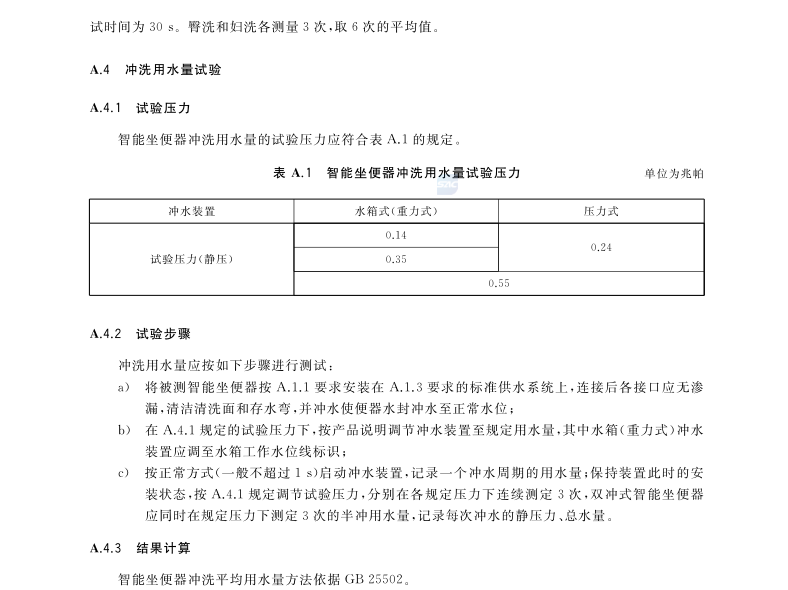 试时间为 30 s。臀洗和妇洗各测量 3 次,取 6 次的平均值。
A.4 冲洗用水量试验
A.4.1 试验压力
智能坐便器冲洗用水量的试验压力应符合表 A.1 的规定。
表 A.1 智能坐便器冲洗用水量试验压力 单位为兆帕
冲水装置 水箱式(重力式) 压力式
0.14
0.24
试验压力(静压) 0.35
0.55
A.4.2 试验步骤
冲洗用水量应按如下步骤进行测试:
a) 将被测智能坐便器按 A.1.1 要求安装在 A.1.3 要求的标准供水系统上,连接后各接口应无渗
漏,清洁清洗面和存水弯,并冲水使便器水封冲水至正常水位;
b) 在 A.4.1 规定的试验压力下,按产品说明调节冲水装置至规定用水量,其中水箱(重力式)冲水
装置应调至水箱工作水位线标识;
c) 按正常方式(一般不超过 1 s)启动冲水装置,记录一个冲水周期的用水量;保持装置此时的安
装状态,按 A.4.1 规定调节试验压力,分别在各规定压力下连续测定 3 次,双冲式智能坐便器
应同时在规定压力下测定 3 次的半冲用水量,记录每次冲水的静压力、总水量。
A.4.3 结果计算
智能坐便器冲洗平均用水量方法依据 GB 25502。